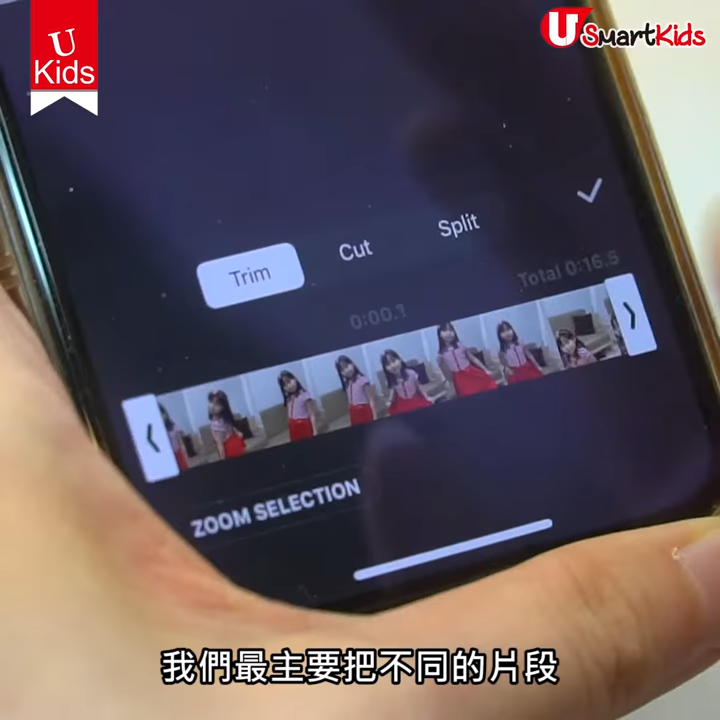 U
Kids
U SmartKids
Trim
Cut
Split
0:00.1
Total 0:16.5
ZOOM SELECTION
我們最主要把不同的片段